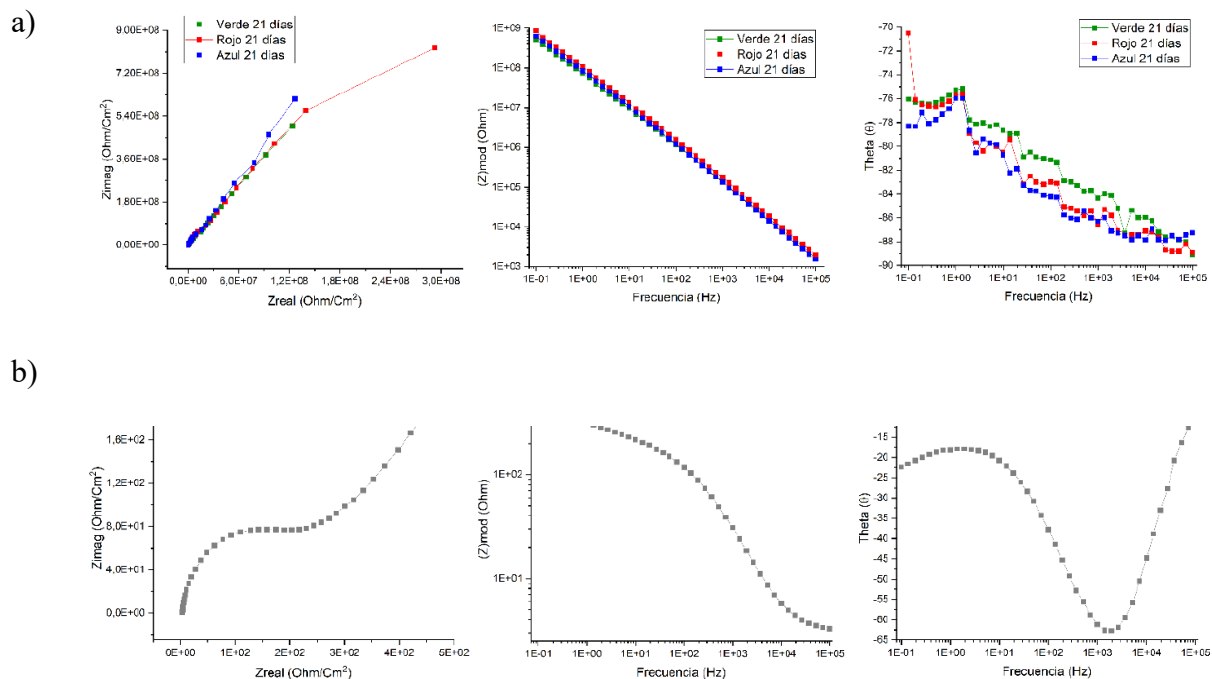 a)
9.00E+08
7.20E+08
5.40E+08
3.60E+08
1.80E+08
0.00E+00
Zimag (Ohm/Cm²)
0,0E+00 6,0E+07 1,2E+08 1,8E+08 2,4E+08 3,0E+08
Zreal (Ohm/Cm²)
Verde 21 días
Rojo 21 días
Azul 21 días
1E+09
1E+08
1E+07
1E+06
1E+05
1E+04
1E+03
(Z)mod (Ohm)
1E-01 1E+00 1E+01 1E+02 1E+03 1E+04 1E+05
Frecuencia (Hz)
Verde 21 días
Rojo 21 días
Azul 21 días
-70
-72
-74
-76
-78
-80
-82
-84
-86
-88
-90
Theta (θ)
1E-01 1E+00 1E+01 1E+02 1E+03 1E+04 1E+05
Frecuencia (Hz)
Verde 21 días
Rojo 21 días
Azul 21 días
b)
1,6E+02
1,2E+02
8,0E+01
4,0E+01
0,0E+00
Zimag (Ohm/Cm²)
0E+00 1E+02 2E+02 3E+02 4E+02 5E+02
Zreal (Ohm/Cm²)
1E+02
1E+01
(Z)mod (Ohm)
1E-01 1E+00 1E+01 1E+02 1E+03 1E+04 1E+05
Frecuencia (Hz)
-15
-20
-25
-30
-35
-40
-45
-50
-55
-60
-65
Theta (θ)
1E-01 1E+00 1E+01 1E+02 1E+03 1E+04 1E+05
Frecuencia (Hz)